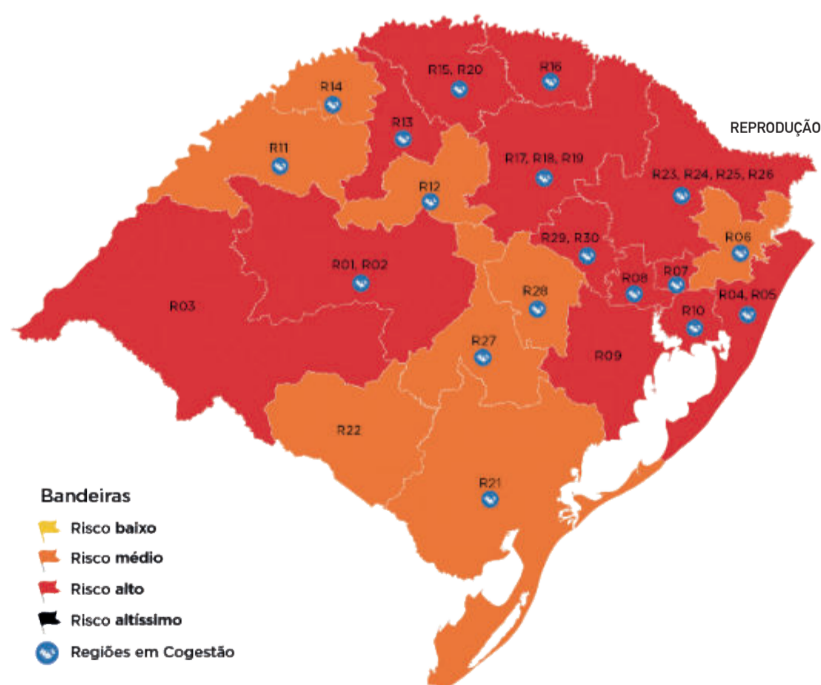 R15, R20
R16
R14
R13
REPRODUÇÃO
R11
R17, R18, R19
R23, R24, R25, R26
R12
R06
R29, R30
R01, R02
R08
R07
R28
R03
R04, R05
R10
R27
R09
R22
R21
Bandeiras
Risco baixo
Risco médio
Risco alto
Risco altíssimo
Regiões em Cogestão